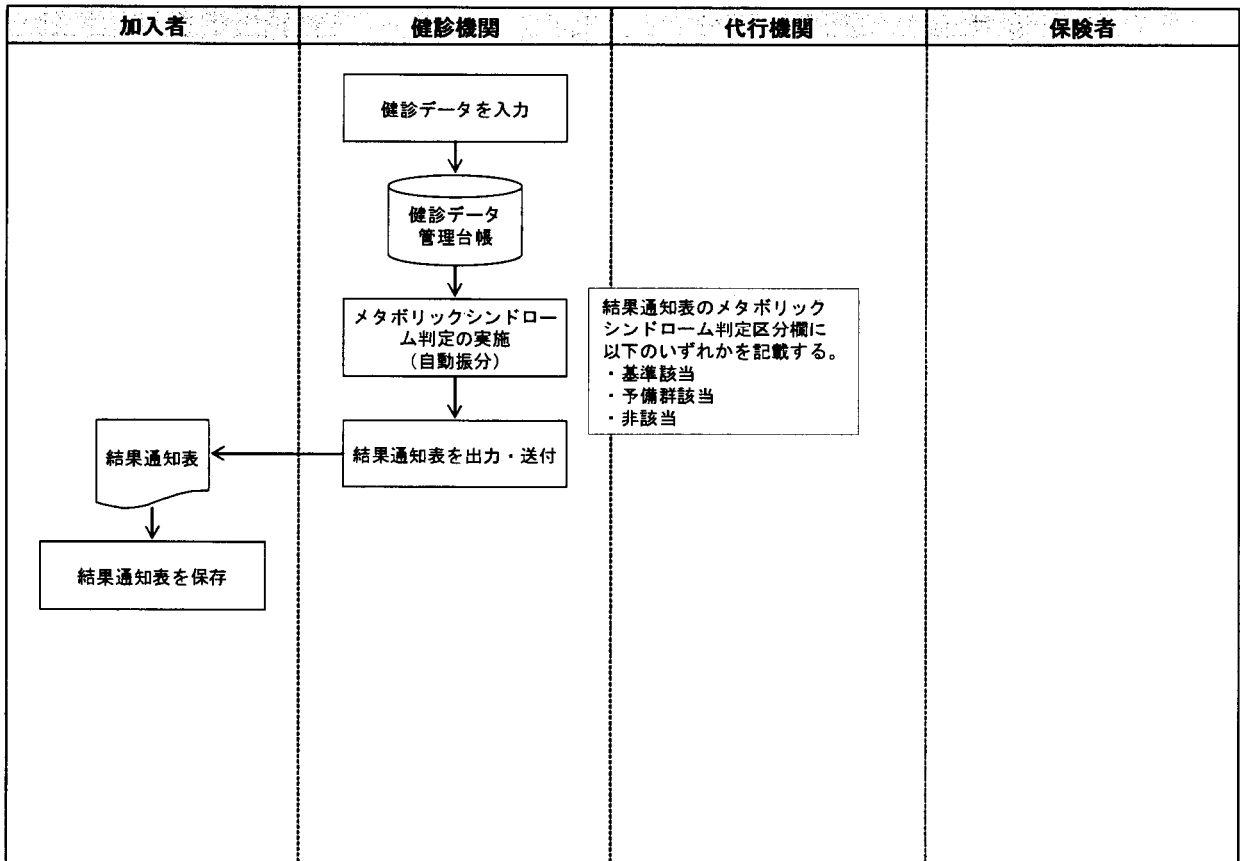 加入者
健診機関
代行機関
保険者
健診データを入力
健診データ
管理台帳
メタボリックシンドロー
ム判定の実施
（自動振分）
結果通知表のメタボリック
シンドローム判定区分欄に
以下のいずれかを記載する。
・基準該当
・予備群該当
・非該当
結果通知表を出力・送付
結果通知表
結果通知表を保存